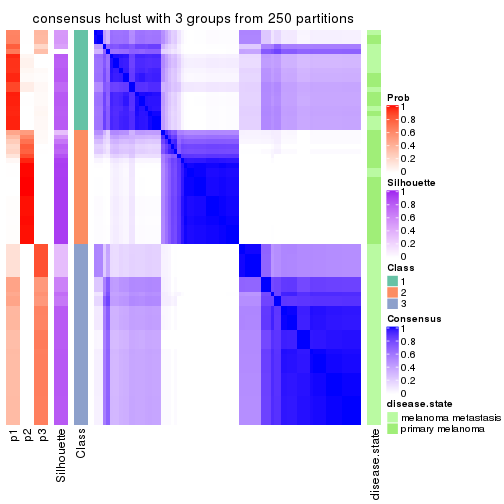 consensus hclust with 3 groups from 250 partitions
Prob
1
0.8
0.6
0.4
0.2
0
Silhouette
1
0.8
0.6
0.4
0.2
0
Class
1
2
3
Consensus
1
0.8
0.6
0.4
0.2
0
disease.state
melanoma metastasis
primary melanoma
p1
p2
p3
Silhouette
Class
disease.state